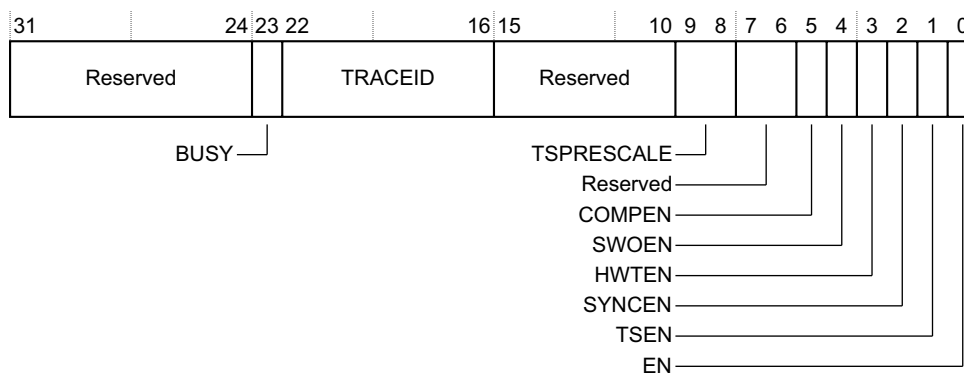 31 24 23 22 16 15 10 9 8 7 6 5 4 3 2 1 0
Reserved TRACEID Reserved
BUSY TSPRESCALE
Reserved
COMPEN
SWOEN
HWTEN
SYNCEN
TSEN
EN